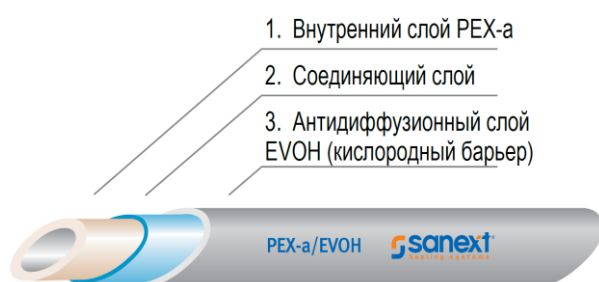 1. Внутренний слой PEX-a
2. Соединяющий слой
3. Антидиффузионный слой
EVOH (кислородный барьер)
PEX-a/EVOH sanext
heating systems